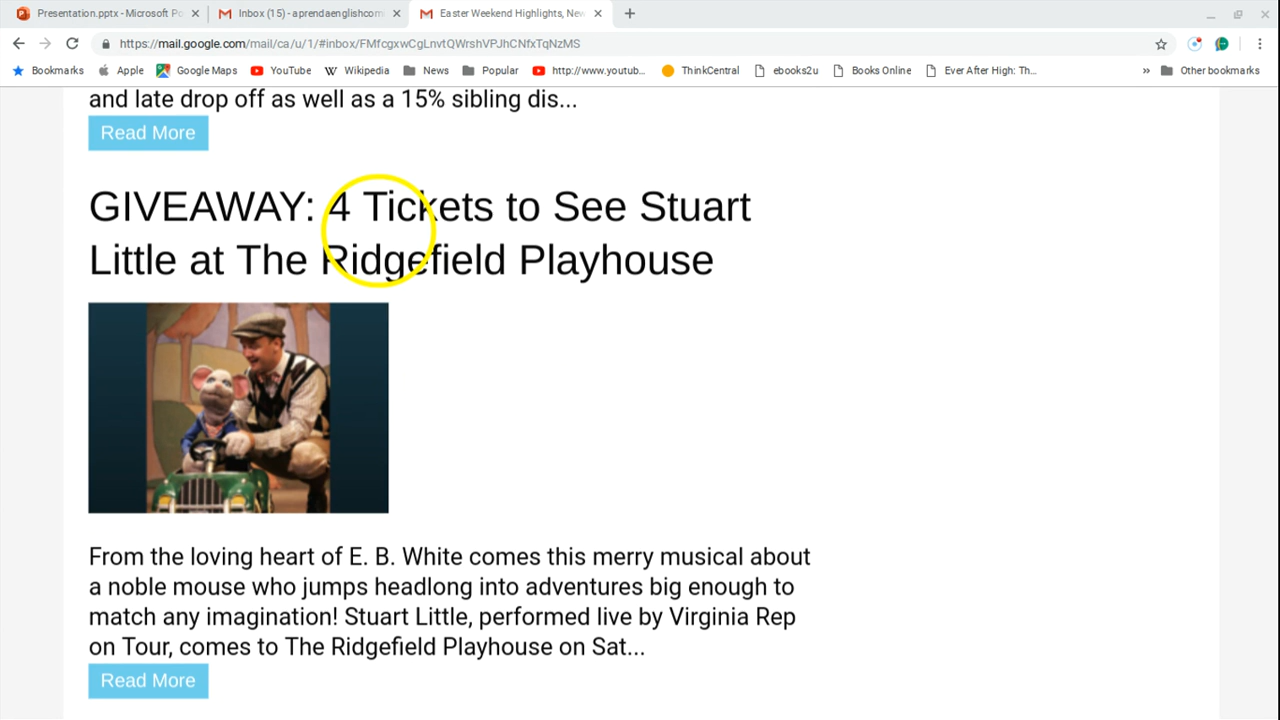 Presentation.pptx - Microsoft Po
Inbox (15) - aprendaenglishcom
Easter Weekend Highlights, New
https://mail.google.com/mail/ca/u/1/#inbox/FMfcgxwCgLnvtQWrshVPJhCNfxTqNzMS
Bookmarks Apple Google Maps YouTube Wikipedia News Popular http://www.youtub... ThinkCentral ebooks2u Books Online Ever After High: Th... » Other bookmarks
and late drop off as well as a 15% sibling dis...
Read More
GIVEAWAY: 4 Tickets to See Stuart
Little at The Ridgefield Playhouse
From the loving heart of E. B. White comes this merry musical about
a noble mouse who jumps headlong into adventures big enough to
match any imagination! Stuart Little, performed live by Virginia Rep
on Tour, comes to The Ridgefield Playhouse on Sat...
Read More